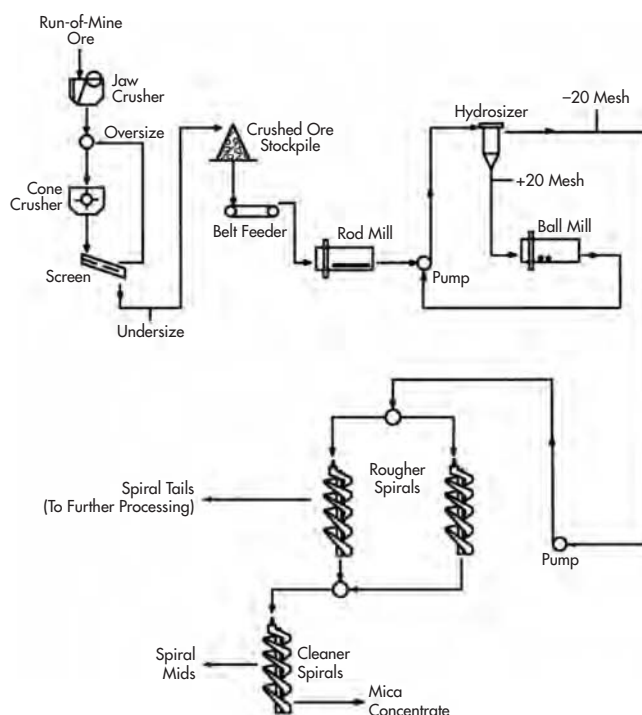 Run-of-Mine
Ore
Jaw
Crusher
Oversize
Cone
Crusher
Screen
Undersize
Crushed Ore
Stockpile
Belt Feeder
Rod Mill
Pump
Hydrosizer
–20 Mesh
+20 Mesh
Ball Mill
Rougher
Spirals
Spiral Tails
(To Further Processing)
Pump
Spiral
Mids
Cleaner
Spirals
Mica
Concentrate